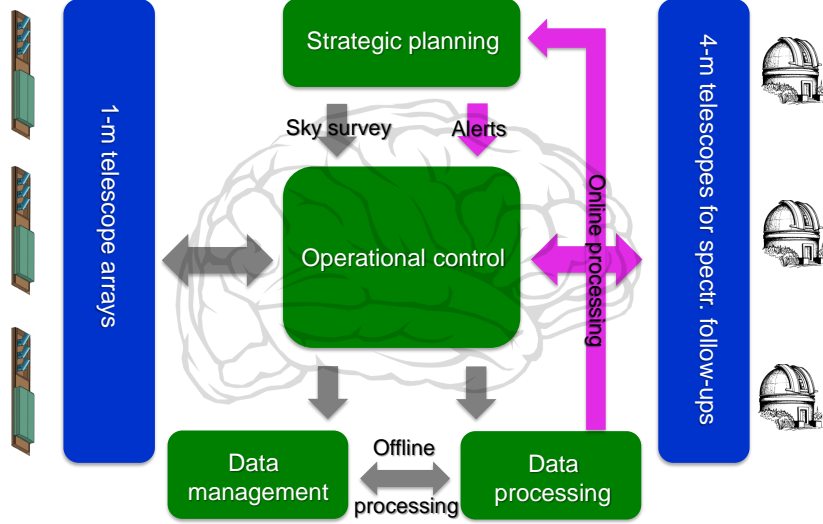 Strategic planning
Sky survey
Alerts
1-m telescope
arrays
Operational control
Online processing
4-m telescopes for spectr. follow-ups
Data
management
Offline
processing
Data
processing